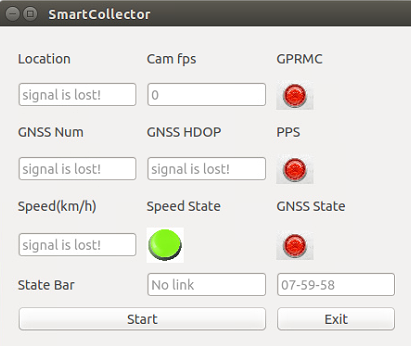 SmartCollector
Location Cam fps GPRMC
signal is lost! 0
GNSS Num GNSS HDOP PPS
signal is lost! signal is lost!
Speed(km/h) Speed State GNSS State
signal is lost!
State Bar No link 07-59-58
Start Exit